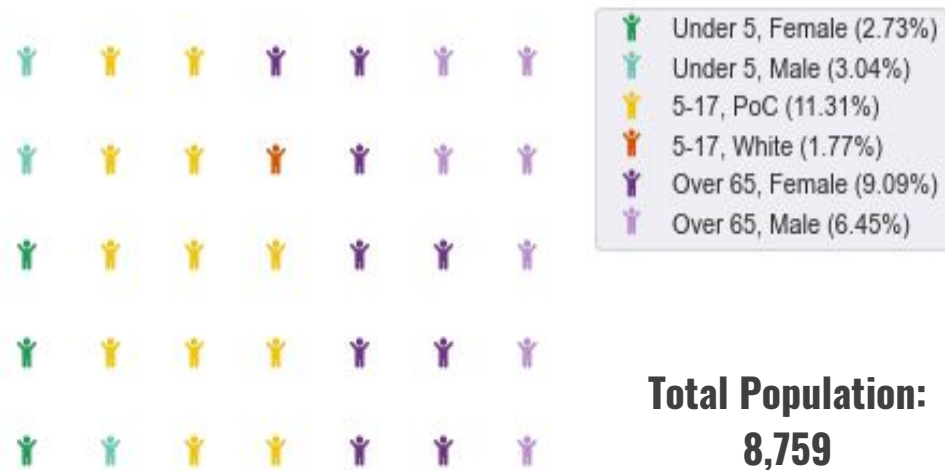 Under 5, Female (2.73%)
Under 5, Male (3.04%)
5-17, PoC (11.31%)
5-17, White (1.77%)
Over 65, Female (9.09%)
Over 65, Male (6.45%)
Total Population:
8,759